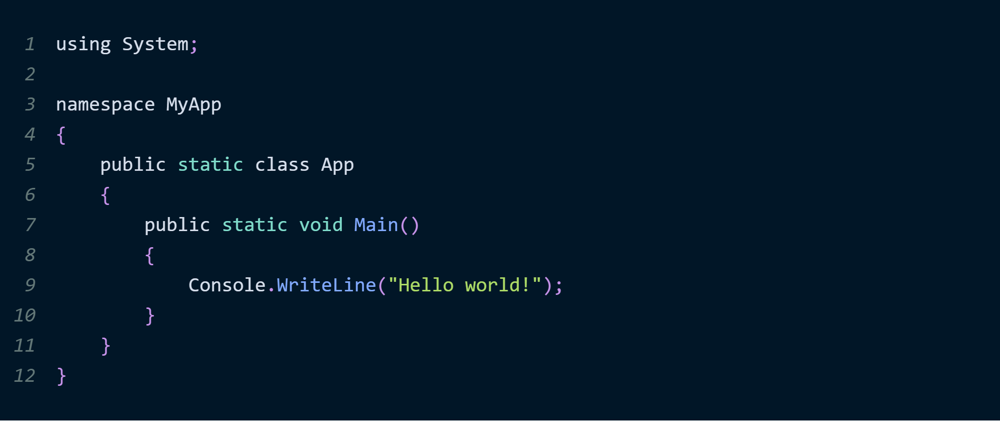 1 using System;
2
3 namespace MyApp
4 {
5     public static class App
6     {
7         public static void Main()
8         {
9             Console.WriteLine("Hello world!");
10         }
11     }
12 }